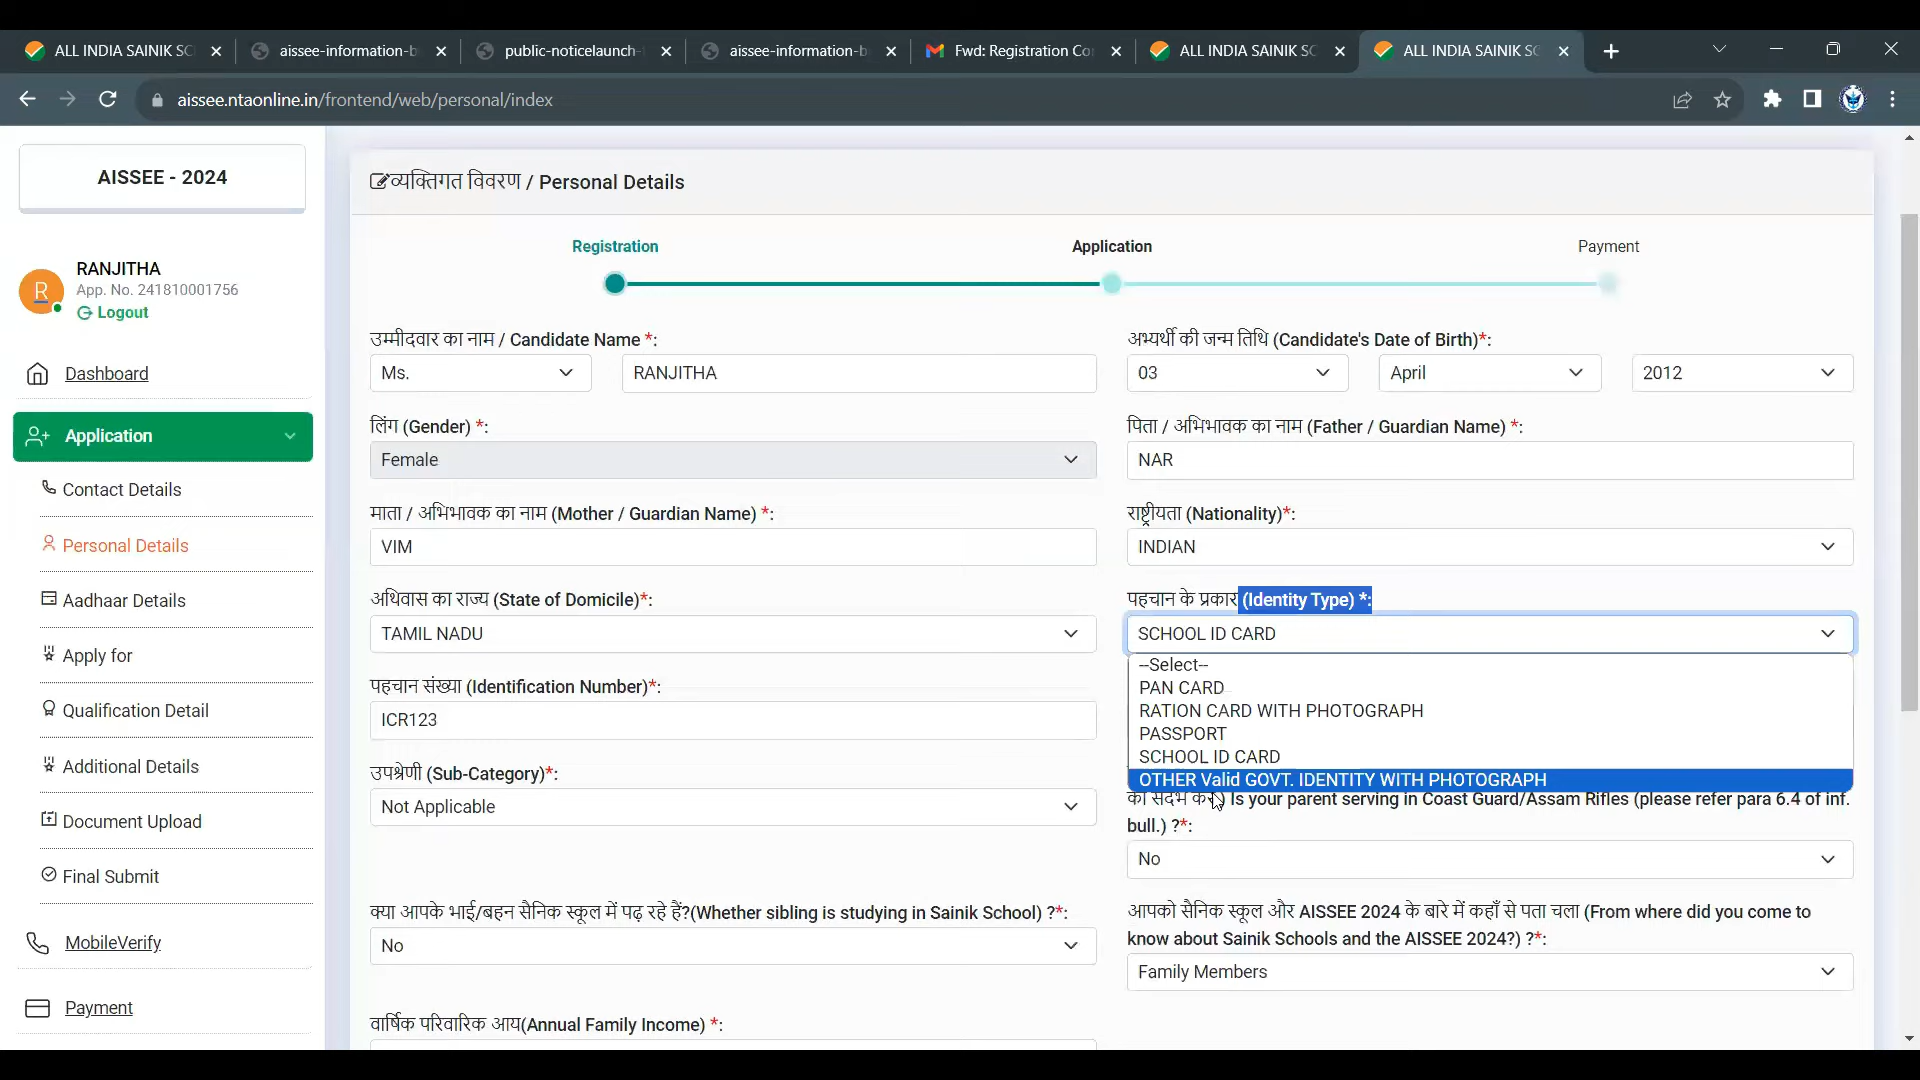 ALL INDIA SAINIK SC
aissee-information-b
public-noticelaunch-
aissee-information-b
Fwd: Registration Co
ALL INDIA SAINIK SC
ALL INDIA SAINIK SC
aissee.ntaonline.in/frontend/web/personal/index
AISSEE - 2024
R
RANJITHA
App. No. 241810001756
Logout
Dashboard
Application
Contact Details
Personal Details
Aadhaar Details
Apply for
Qualification Detail
Additional Details
Document Upload
Final Submit
MobileVerify
Payment
व्यक्तिगत विवरण / Personal Details
Registration
Application
Payment
उम्मीदवार का नाम / Candidate Name *:
Ms.
RANJITHA
अभ्यर्थी की जन्म तिथि (Candidate's Date of Birth)*:
03
April
2012
लिंग (Gender) *:
Female
पिता / अभिभावक का नाम (Father / Guardian Name) *:
NAR
माता / अभिभावक का नाम (Mother / Guardian Name) *:
VIM
राष्ट्रीयता (Nationality)*:
INDIAN
अधिवास का राज्य (State of Domicile)*:
TAMIL NADU
पहचान के प्रकार (Identity Type) *:
SCHOOL ID CARD
--Select--
PAN CARD
RATION CARD WITH PHOTOGRAPH
PASSPORT
SCHOOL ID CARD
OTHER Valid GOVT. IDENTITY WITH PHOTOGRAPH
पहचान संख्या (Identification Number)*:
ICR123
उपश्रेणी (Sub-Category)*:
Not Applicable
Is your parent serving in Coast Guard/Assam Rifles (please refer para 6.4 of inf.
bull.) ?*:
No
क्या आपके भाई/बहन सैनिक स्कूल में पढ़ रहे हैं?(Whether sibling is studying in Sainik School) ?*:
No
आपको सैनिक स्कूल और AISSEE 2024 के बारे में कहाँ से पता चला (From where did you come to
know about Sainik Schools and the AISSEE 2024?) ?*:
Family Members
वार्षिक परिवारिक आय(Annual Family Income) *: